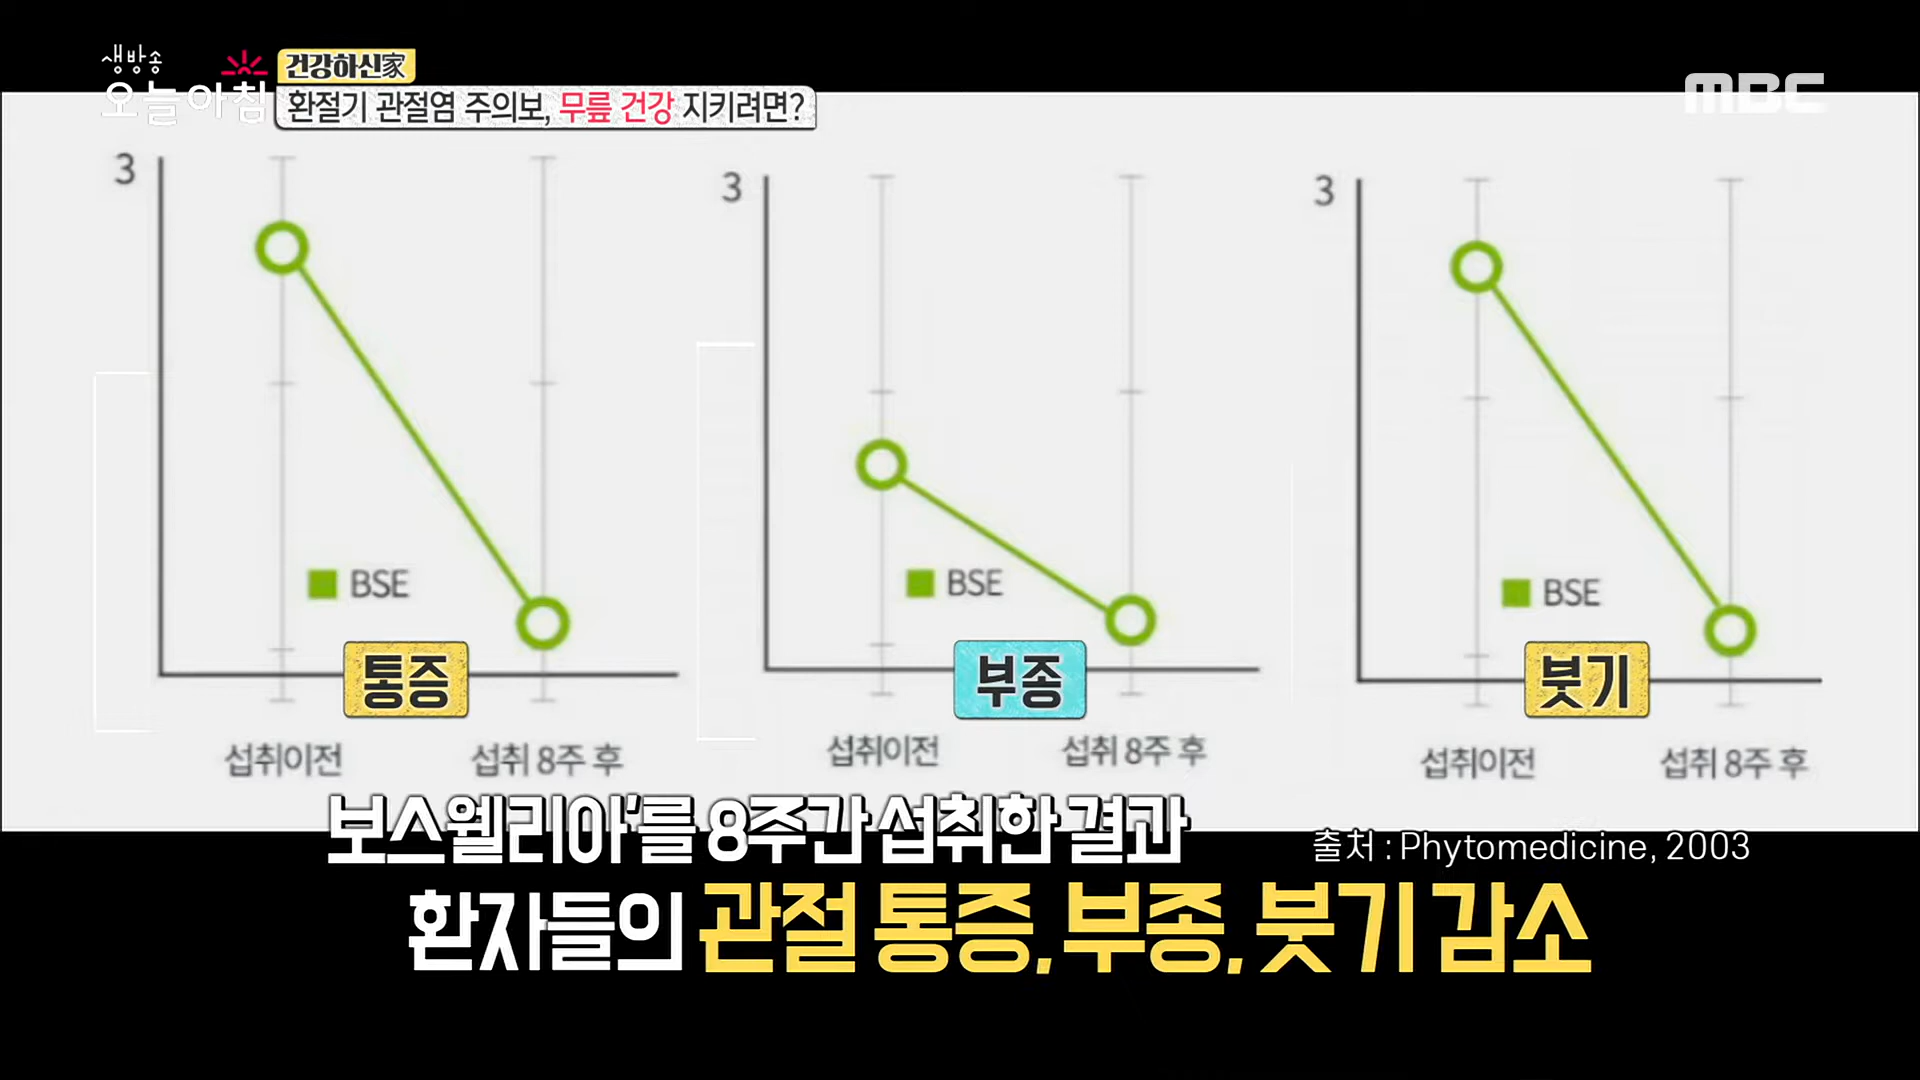 생방송
오늘 아침
건강하신家
환절기 관절염 주의보, 무릎 건강 지키려면?
MBC
3
BSE
통증
섭취이전
섭취 8주 후
3
BSE
부종
섭취이전
섭취 8주 후
3
BSE
붓기
섭취이전
섭취 8주 후
보스웰리아'를 8주간 섭취한 결과
출처 : Phytomedicine, 2003
환자들의 관절 통증, 부종, 붓기 감소